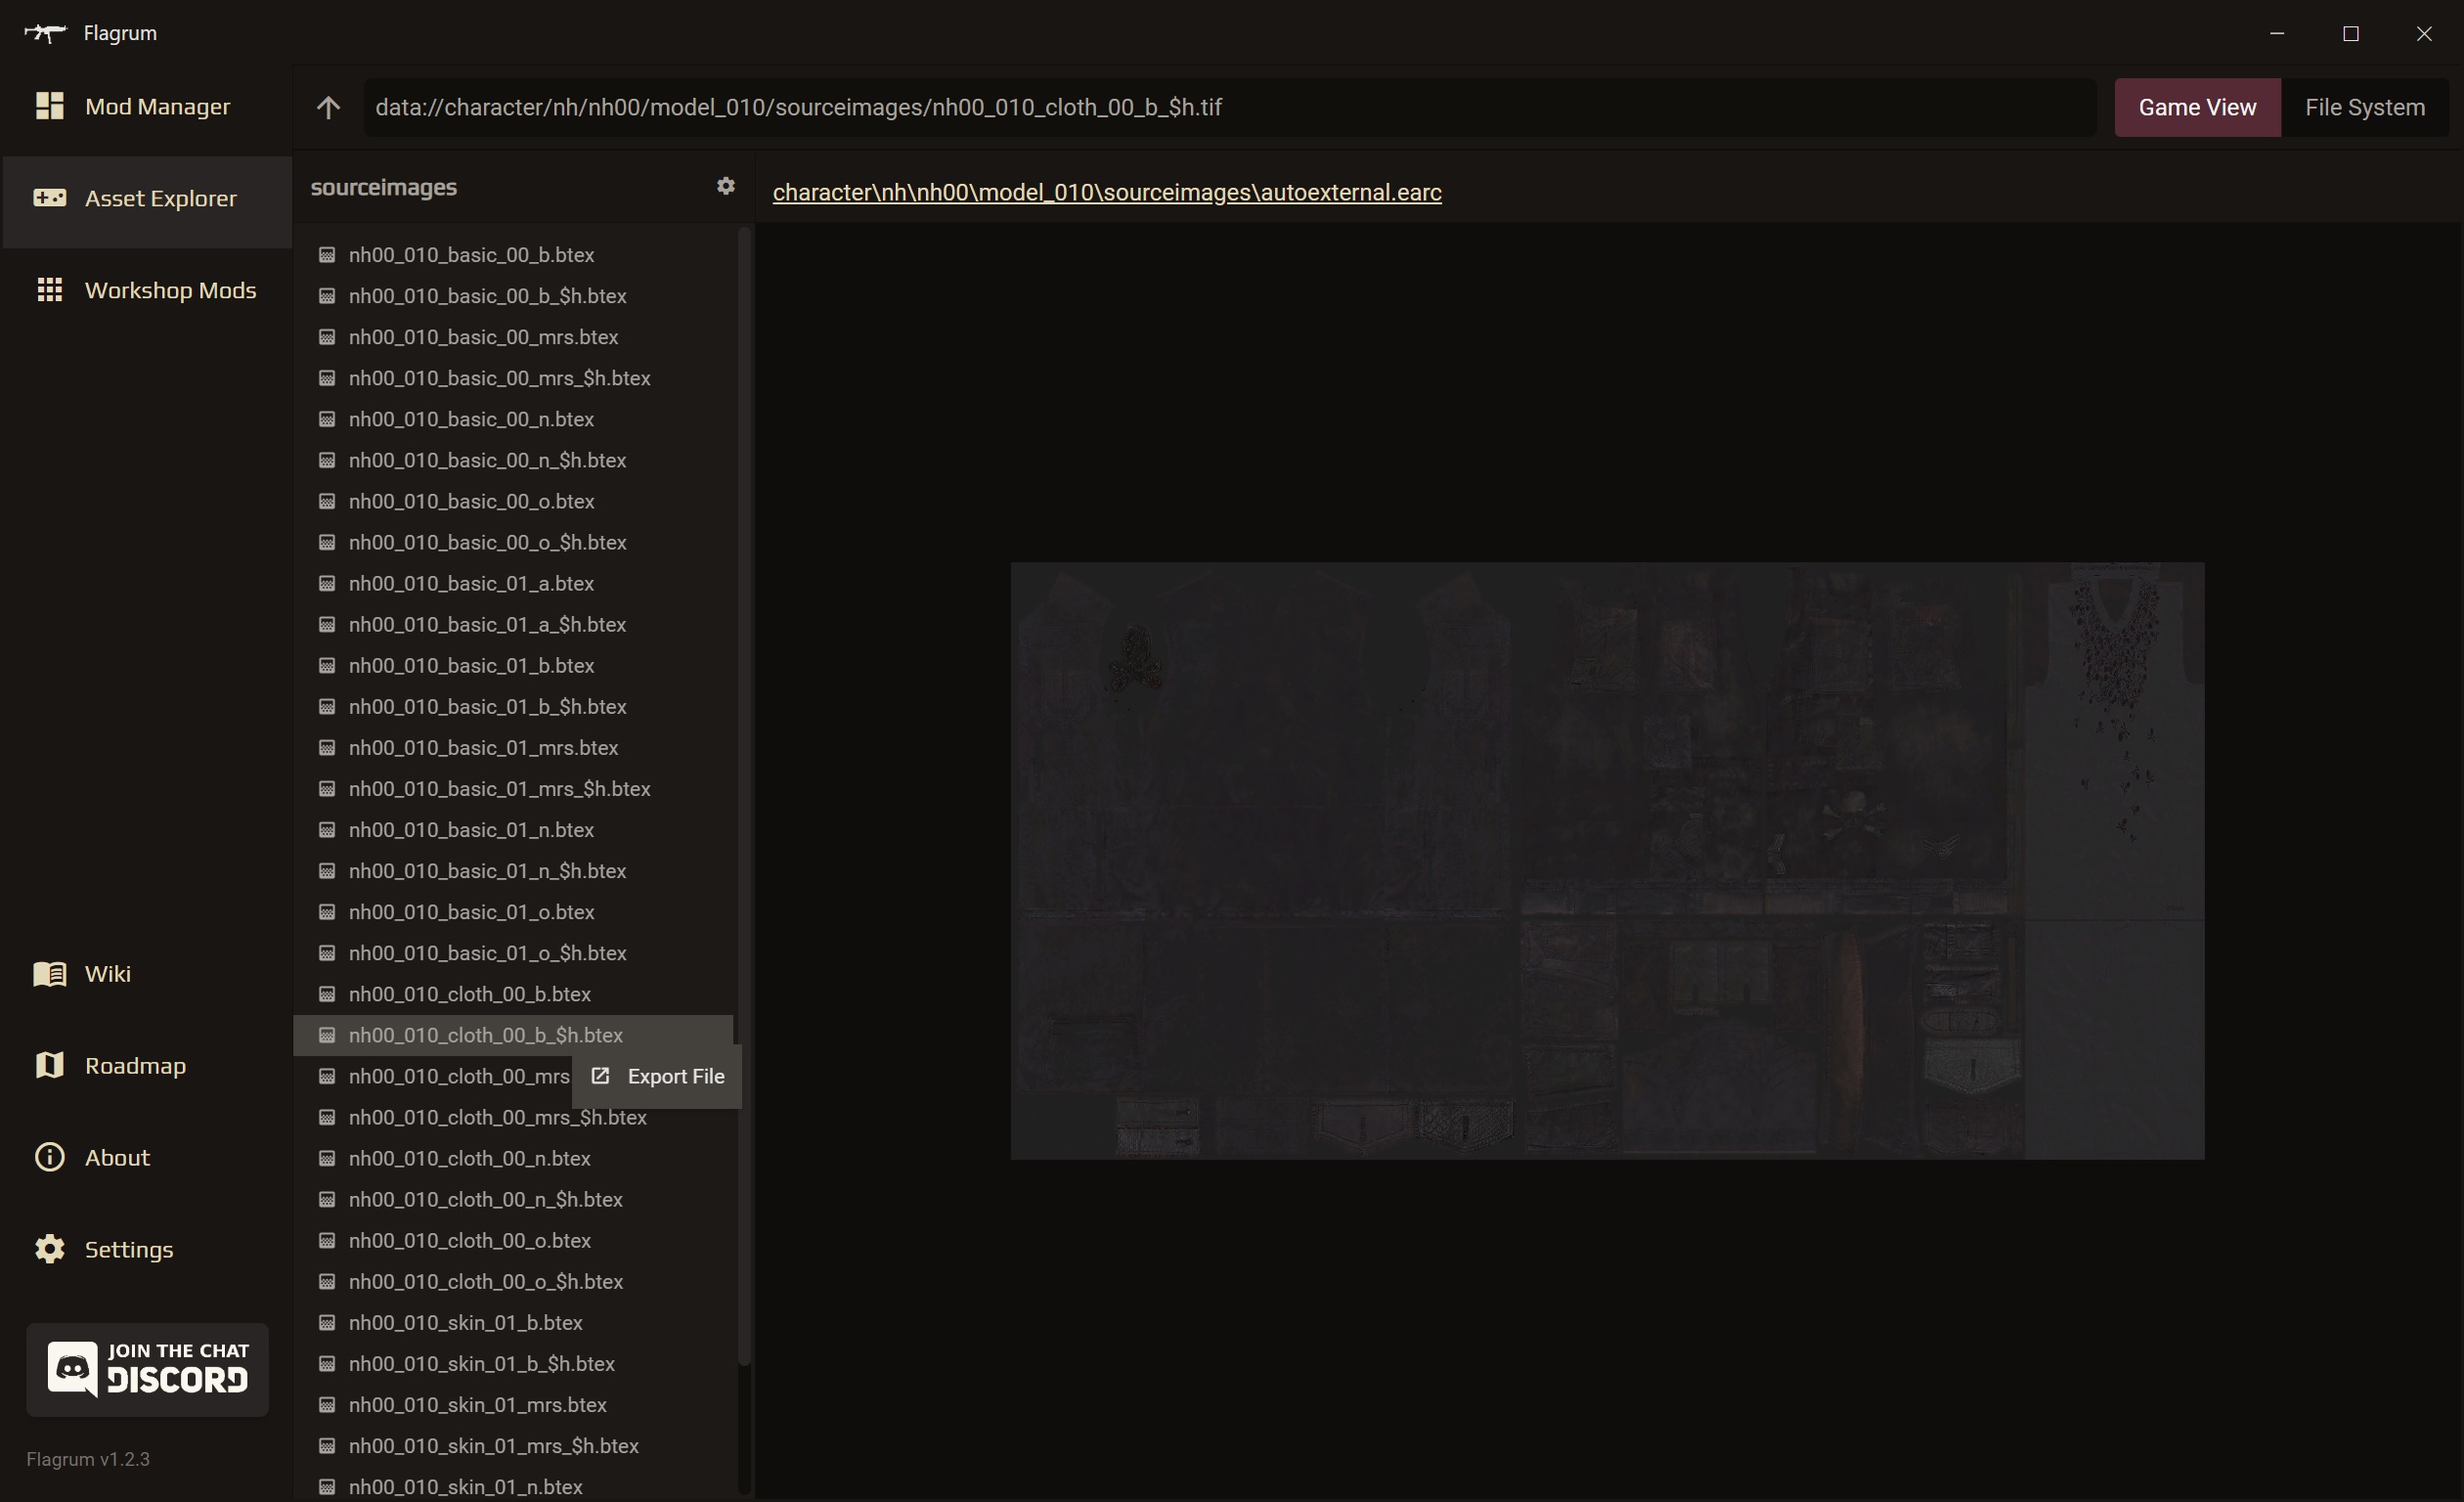 Flagrum
Mod Manager
Asset Explorer
Workshop Mods
Wiki
Roadmap
About
Settings
JOIN THE CHAT
DISCORD
Flagrum v1.2.3
data://character/nh/nh00/model_010/sourceimages/nh00_010_cloth_00_b_$h.tif
Game View
File System
sourceimages
nh00_010_basic_00_b.btex
nh00_010_basic_00_b_$h.btex
nh00_010_basic_00_mrs.btex
nh00_010_basic_00_mrs_$h.btex
nh00_010_basic_00_n.btex
nh00_010_basic_00_n_$h.btex
nh00_010_basic_00_o.btex
nh00_010_basic_00_o_$h.btex
nh00_010_basic_01_a.btex
nh00_010_basic_01_a_$h.btex
nh00_010_basic_01_b.btex
nh00_010_basic_01_b_$h.btex
nh00_010_basic_01_mrs.btex
nh00_010_basic_01_mrs_$h.btex
nh00_010_basic_01_n.btex
nh00_010_basic_01_n_$h.btex
nh00_010_basic_01_o.btex
nh00_010_basic_01_o_$h.btex
nh00_010_cloth_00_b.btex
nh00_010_cloth_00_b_$h.btex
nh00_010_cloth_00_mrs
Export File
nh00_010_cloth_00_mrs_$h.btex
nh00_010_cloth_00_n.btex
nh00_010_cloth_00_n_$h.btex
nh00_010_cloth_00_o.btex
nh00_010_cloth_00_o_$h.btex
nh00_010_skin_01_b.btex
nh00_010_skin_01_b_$h.btex
nh00_010_skin_01_mrs.btex
nh00_010_skin_01_mrs_$h.btex
nh00_010_skin_01_n.btex
character\nh\nh00\model_010\sourceimages\autoexternal.earc